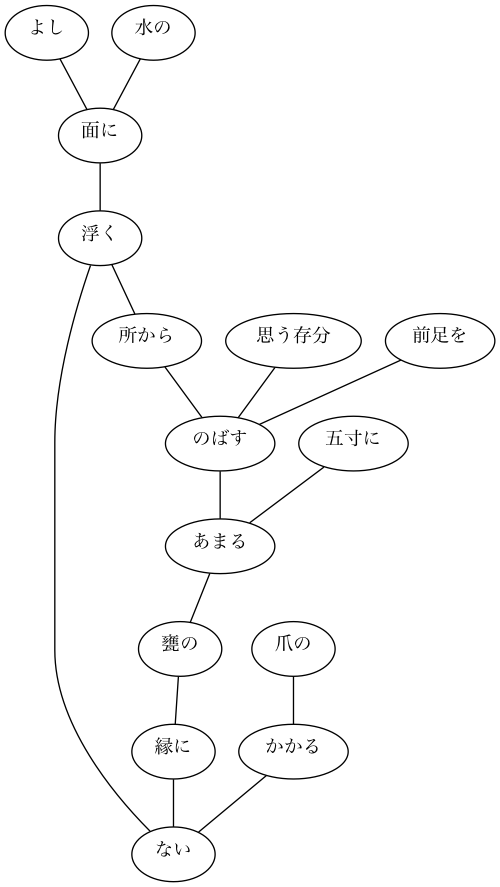 よし
水の
面に
浮く
所から
思う存分
前足を
のばす
五寸に
あまる
甕の
爪の
縁に
かかる
ない